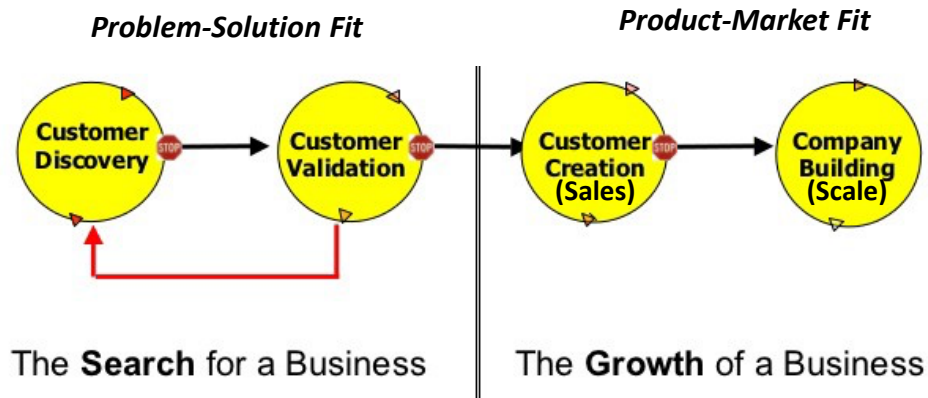 Problem-Solution Fit
Product-Market Fit
Customer
Discovery
STOP
Customer
Validation
STOP
Customer
Creation
(Sales)
STOP
Company
Building
(Scale)
The Search for a Business
The Growth of a Business